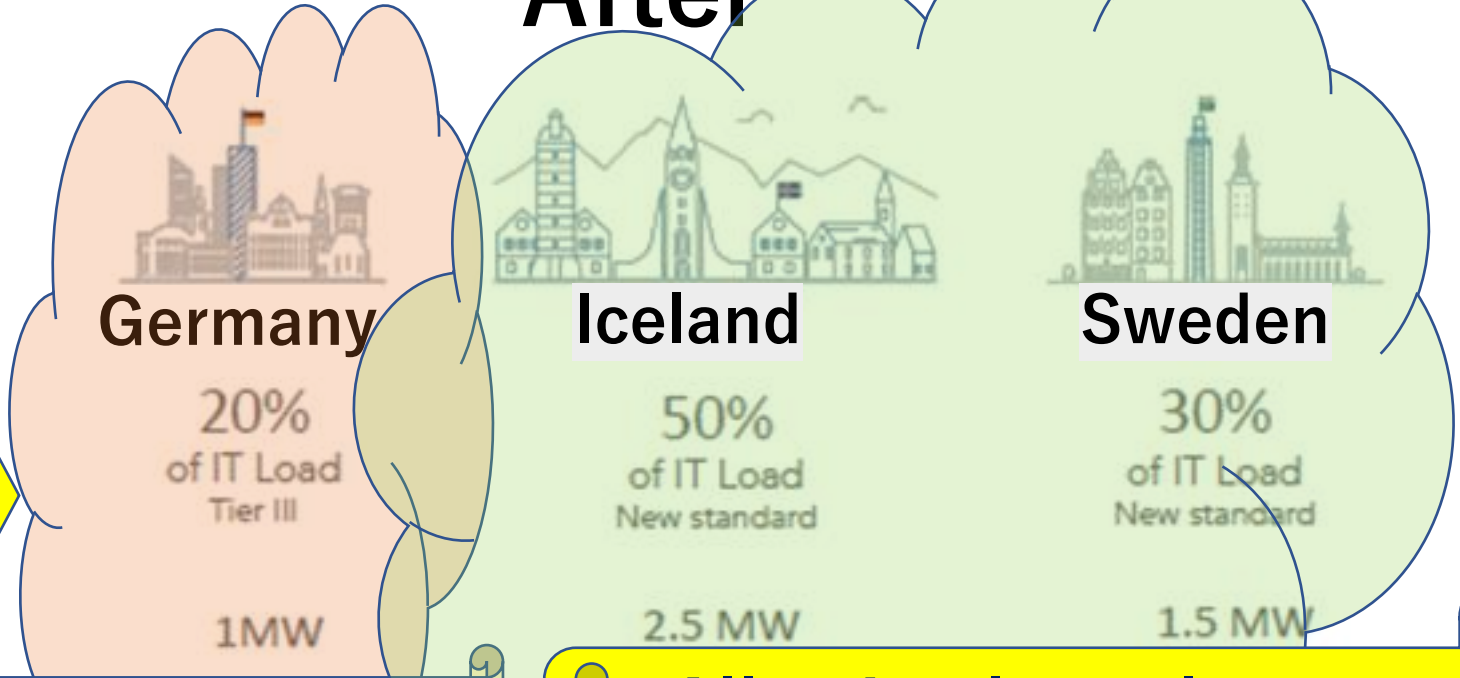 After
Germany
Iceland
Sweden
20%
of IT Load
Tier III
50%
of IT Load
New standard
30%
of IT Load
New standard
1MW
2.5 MW
1.5 MW